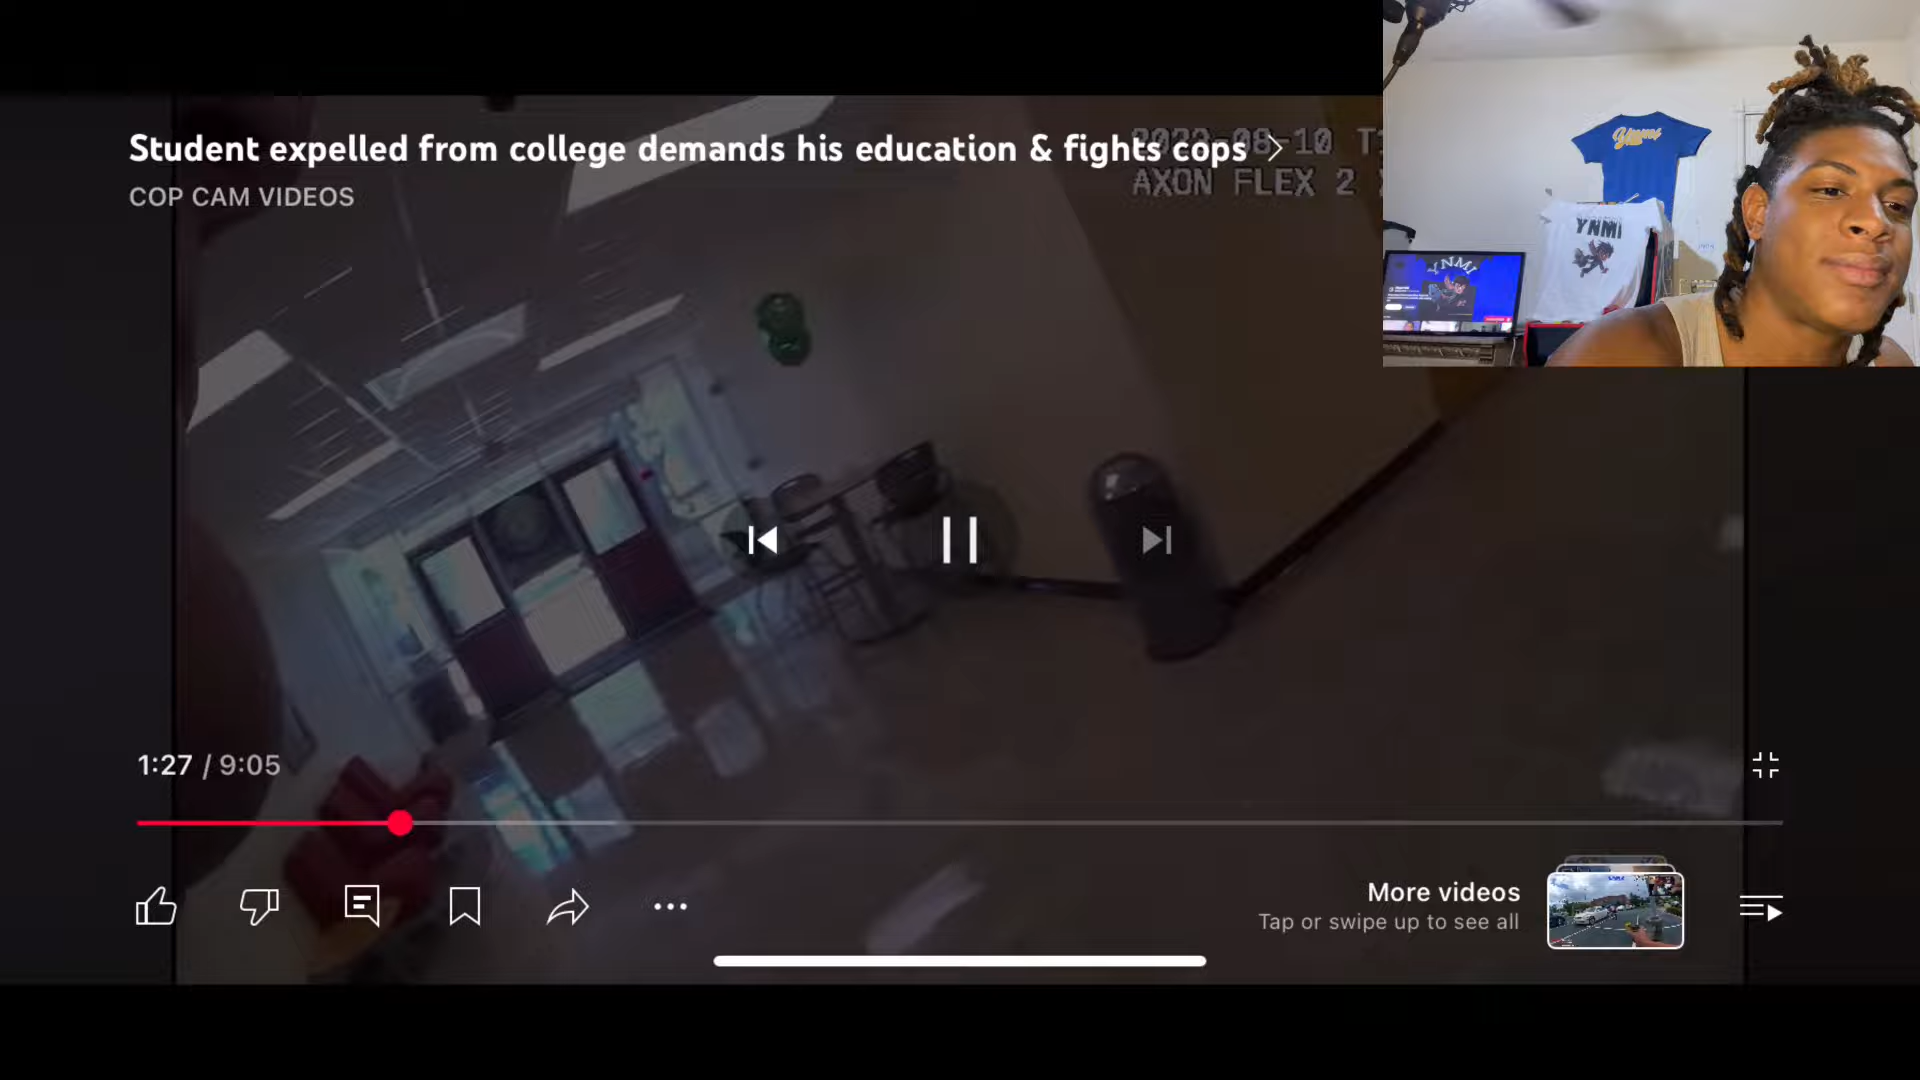 Student expelled from college demands his education & fights cops
COP CAM VIDEOS
AXON FLEX 2
YNMI
YNMI
1:27 / 9:05
More videos
Tap or swipe up to see all